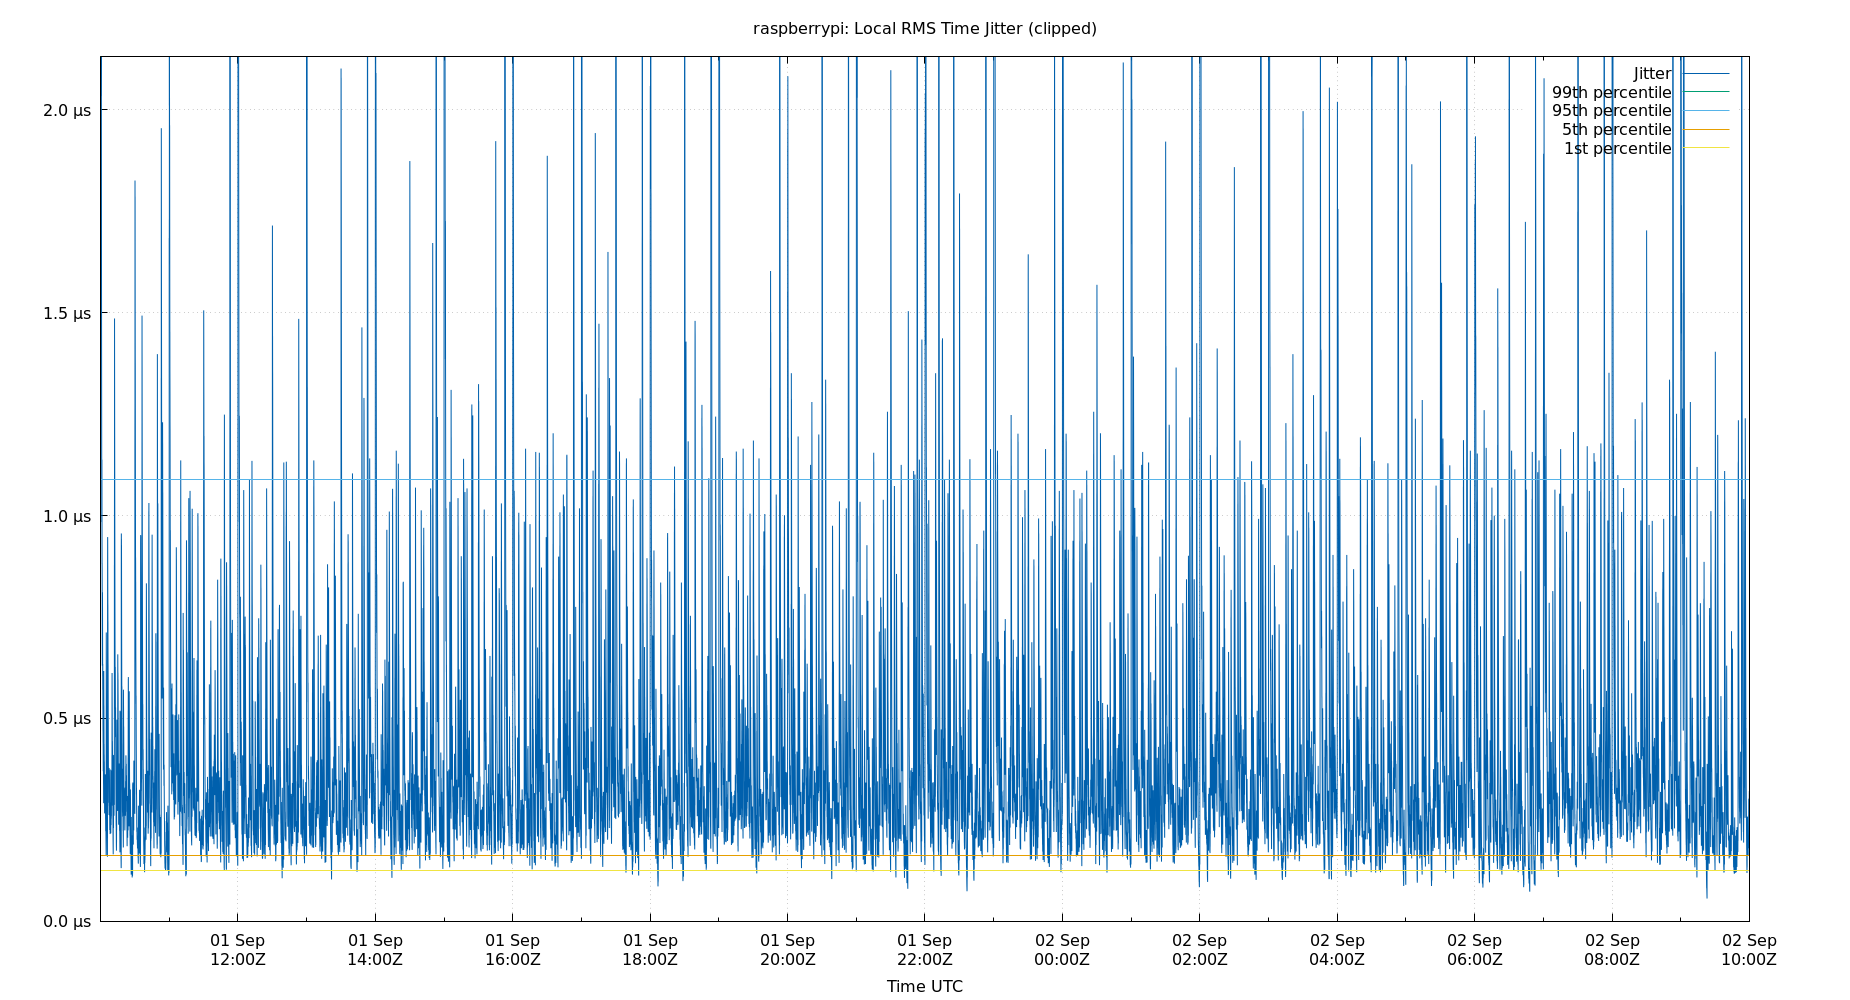 raspberrypi: Local RMS Time Jitter (clipped)
Jitter
99th percentile
95th percentile
5th percentile
1st percentile
2.0 µs
1.5 µs
1.0 µs
0.5 µs
0.0 µs
01 Sep 01 Sep 01 Sep 01 Sep 01 Sep 01 Sep 02 Sep 02 Sep 02 Sep 02 Sep 02 Sep 02 Sep
12:00Z 14:00Z 16:00Z 18:00Z 20:00Z 22:00Z 00:00Z 02:00Z 04:00Z 06:00Z 08:00Z 10:00Z
Time UTC